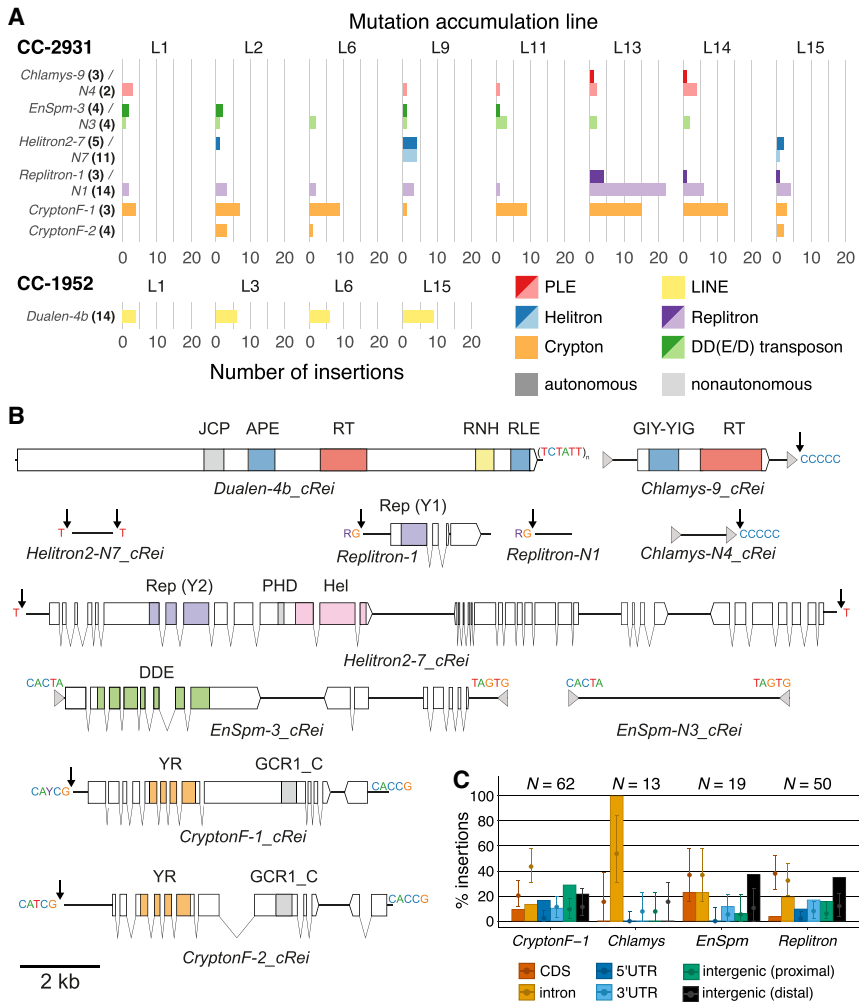 A
Mutation accumulation line
CC-2931 L1 L2 L6 L9 L11 L13 L14 L15
Chlamys-9 (3) /
N4 (2)
EnSpm-3 (4) /
N3 (4)
Helitron2-7 (5) /
N7 (11)
Replitron-1 (3) /
N1 (14)
CryptonF-1 (3)
CryptonF-2 (4)
0 10 20 0 10 20 0 10 20 0 10 20 0 10 20 0 10 20 0 10 20 0 10 20
CC-1952 L1 L3 L6 L15
Dualen-4b (14)
0 10 20 0 10 20 0 10 20 0 10 20
Number of insertions
PLE LINE
Helitron Replitron
Crypton DD(E/D) transposon
autonomous nonautonomous
B
JCP APE RT RNH RLE GIY-YIG RT
(TCTATT)n CCCCC
Dualen-4b_cRei Chlamys-9_cRei
Rep (Y1)
T T RG RG CCCCC
Helitron2-N7_cRei Replitron-1 Replitron-N1 Chlamys-N4_cRei
Rep (Y2) PHD Hel
T T
Helitron2-7_cRei
DDE
CACTA TAGTG CACTA TAGTG
EnSpm-3_cRei EnSpm-N3_cRei
YR GCR1_C
CAYCG CACCG
CryptonF-1_cRei
YR GCR1_C
CATCG CACCG
CryptonF-2_cRei
2 kb
C
N = 62 N = 13 N = 19 N = 50
% insertions
100
80
60
40
20
0
CryptonF-1 Chlamys EnSpm Replitron
CDS 5'UTR intergenic (proximal)
intron 3'UTR intergenic (distal)